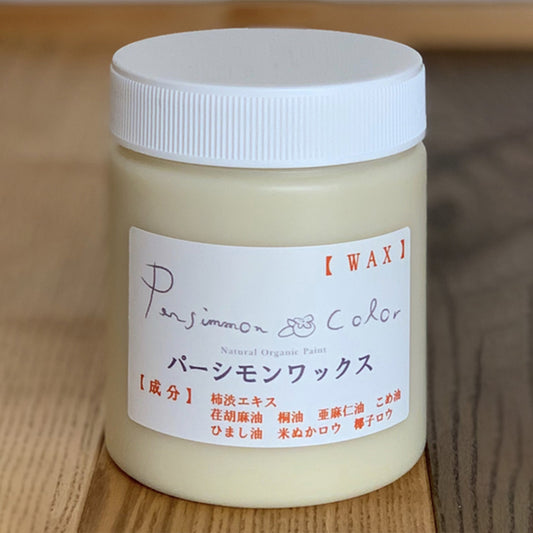 【WAX】
Persimmon Color
Natural Organic Paint
パーシモンワックス
【成分】 柿渋エキス
荏胡麻油 桐油 亜麻仁油 こめ油
ひまし油 米ぬかロウ 椰子ロウ